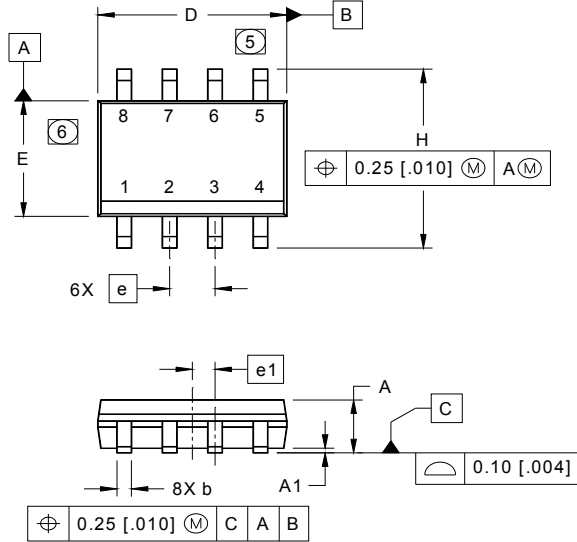 D
B
5
A
8 7 6 5
6
E
H
⌖ 0.25 [.010] Ⓜ AⓂ
1 2 3 4
6X e
e1
A
C
8X b
A1
⌓ 0.10 [.004]
⌖ 0.25 [.010] Ⓜ C A B